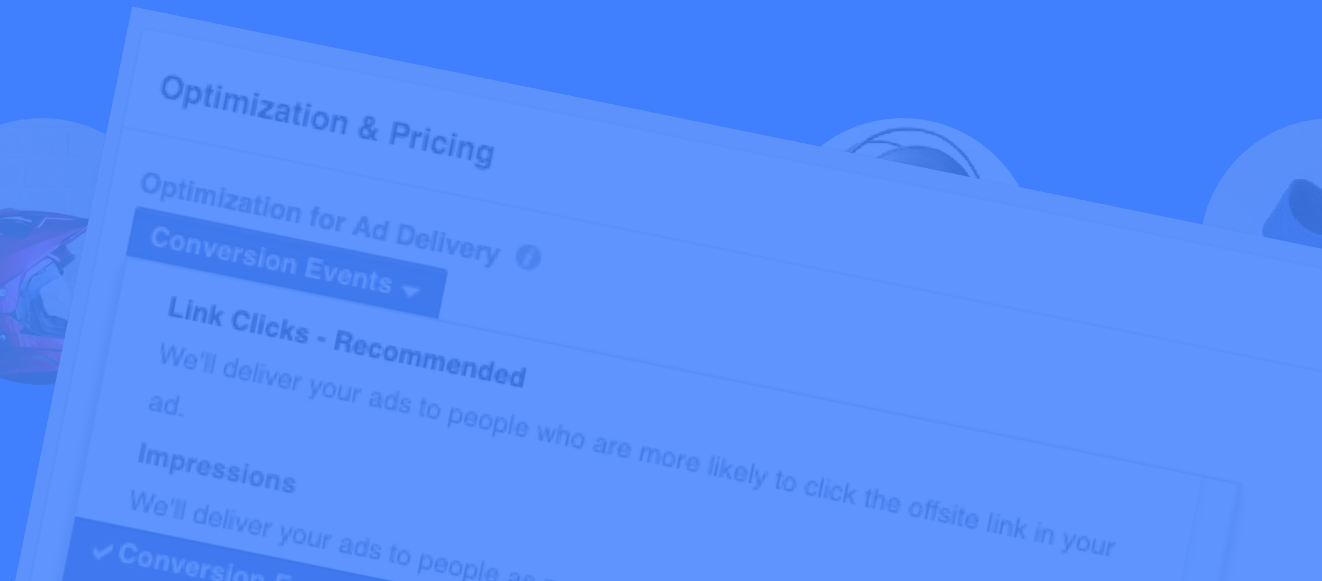 Optimization & Pricing
Optimization for Ad Delivery
Conversion Events
Link Clicks - Recommended
We'll deliver your ads to people who are more likely to click the offsite link in your
ad.
Impressions
We'll deliver your ads to people as
Conversion